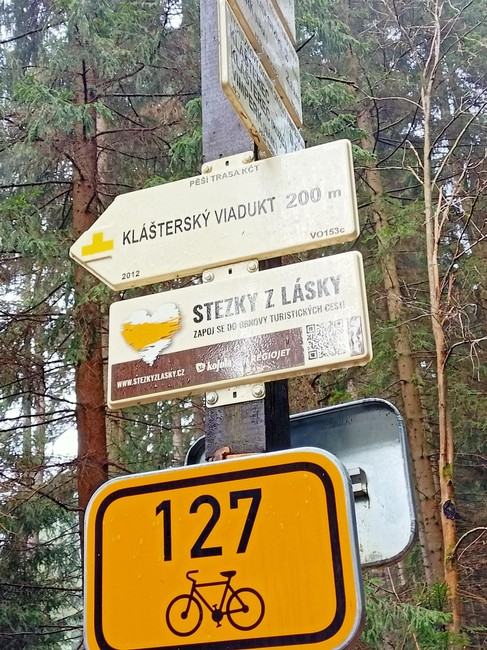 PĚŠÍ TRASA KČT
KLÁŠTERSKÝ VIADUKT 200 m
2012 VO153c
STEZKY Z LÁSKY
ZAPOJ SE DO OBNOVY TURISTICKÝCH CEST!
WWW.STEZKYZLASKY.CZ kofola REGIOJET
127